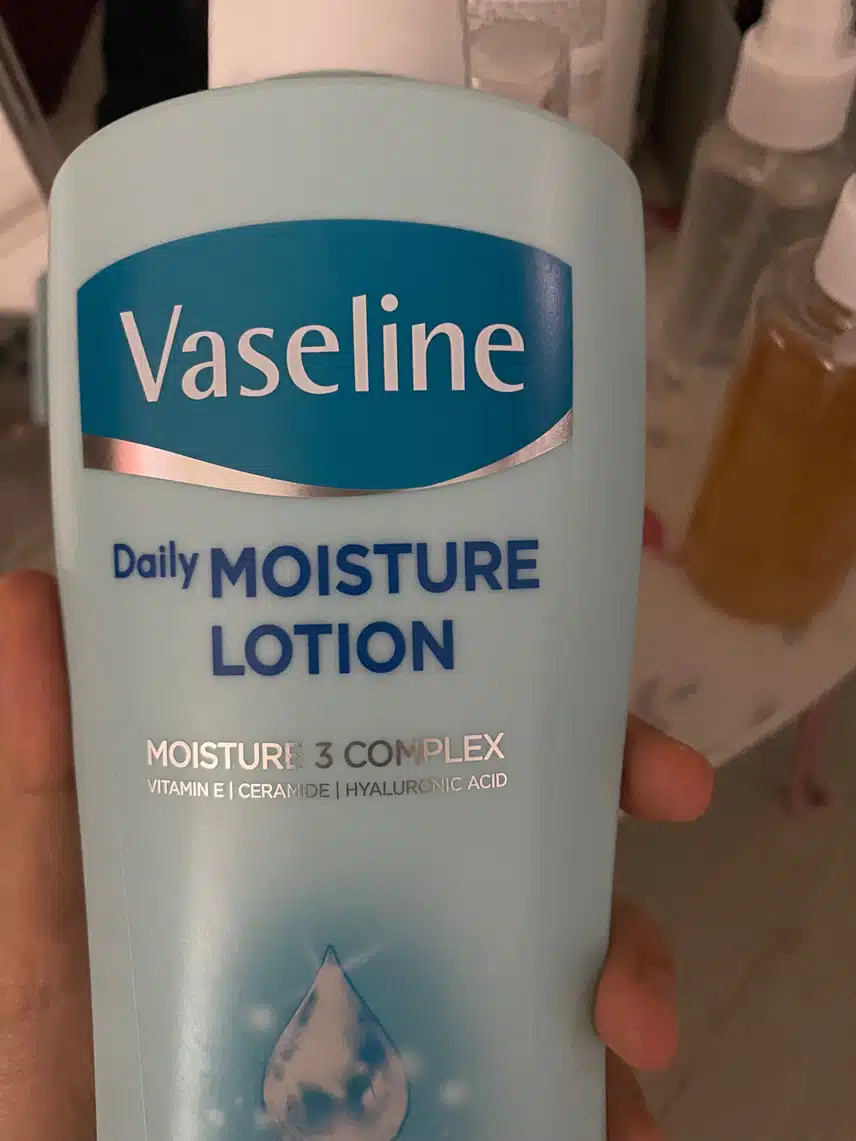 Vaseline
Daily MOISTURE
LOTION
MOISTURE 3 COMPLEX
VITAMIN E | CERAMIDE | HYALURONIC ACID